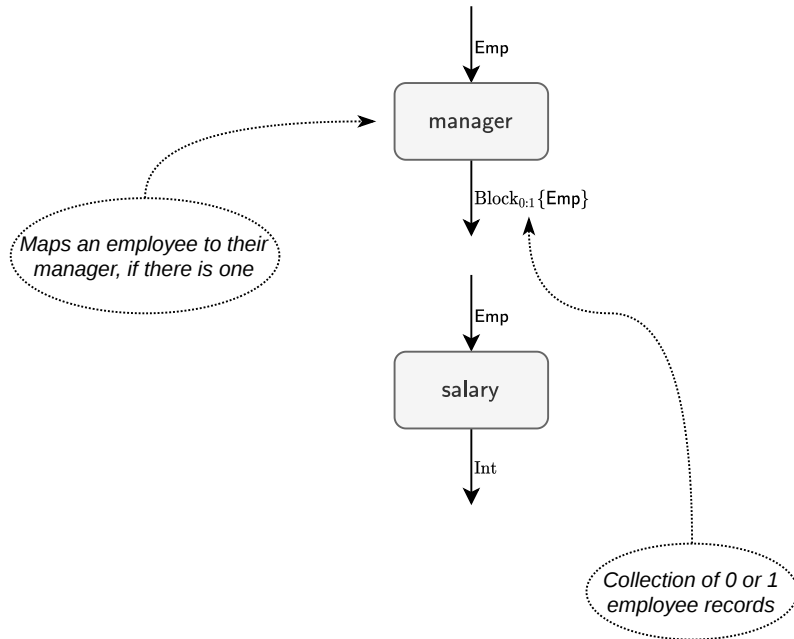 Emp
manager
Block0:1{Emp}
Maps an employee to their
manager, if there is one
Emp
salary
Int
Collection of 0 or 1
employee records